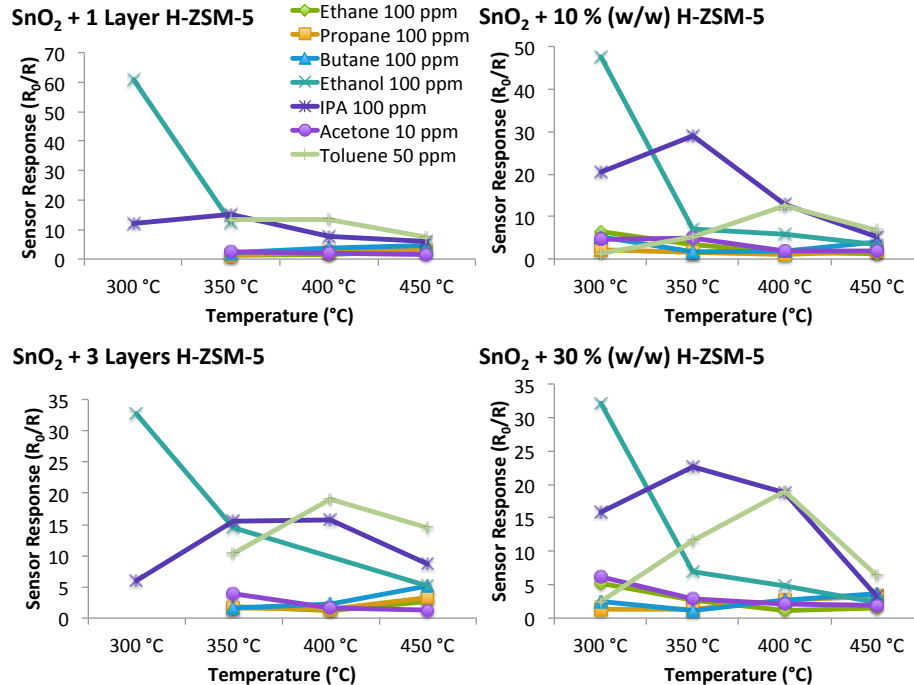 SnO2 + 1 Layer H-ZSM-5
Sensor Response (R0/R)
70
60
50
40
30
20
10
0
300 °C 350 °C 400 °C 450 °C
Temperature (°C)
Ethane 100 ppm
Propane 100 ppm
Butane 100 ppm
Ethanol 100 ppm
IPA 100 ppm
Acetone 10 ppm
Toluene 50 ppm
SnO2 + 10 % (w/w) H-ZSM-5
Sensor Response (R0/R)
50
40
30
20
10
0
300 °C 350 °C 400 °C 450 °C
Temperature (°C)
SnO2 + 3 Layers H-ZSM-5
Sensor Response (R0/R)
35
30
25
20
15
10
5
0
300 °C 350 °C 400 °C 450 °C
Temperature (°C)
SnO2 + 30 % (w/w) H-ZSM-5
Sensor Response (R0/R)
35
30
25
20
15
10
5
0
300 °C 350 °C 400 °C 450 °C
Temperature (°C)